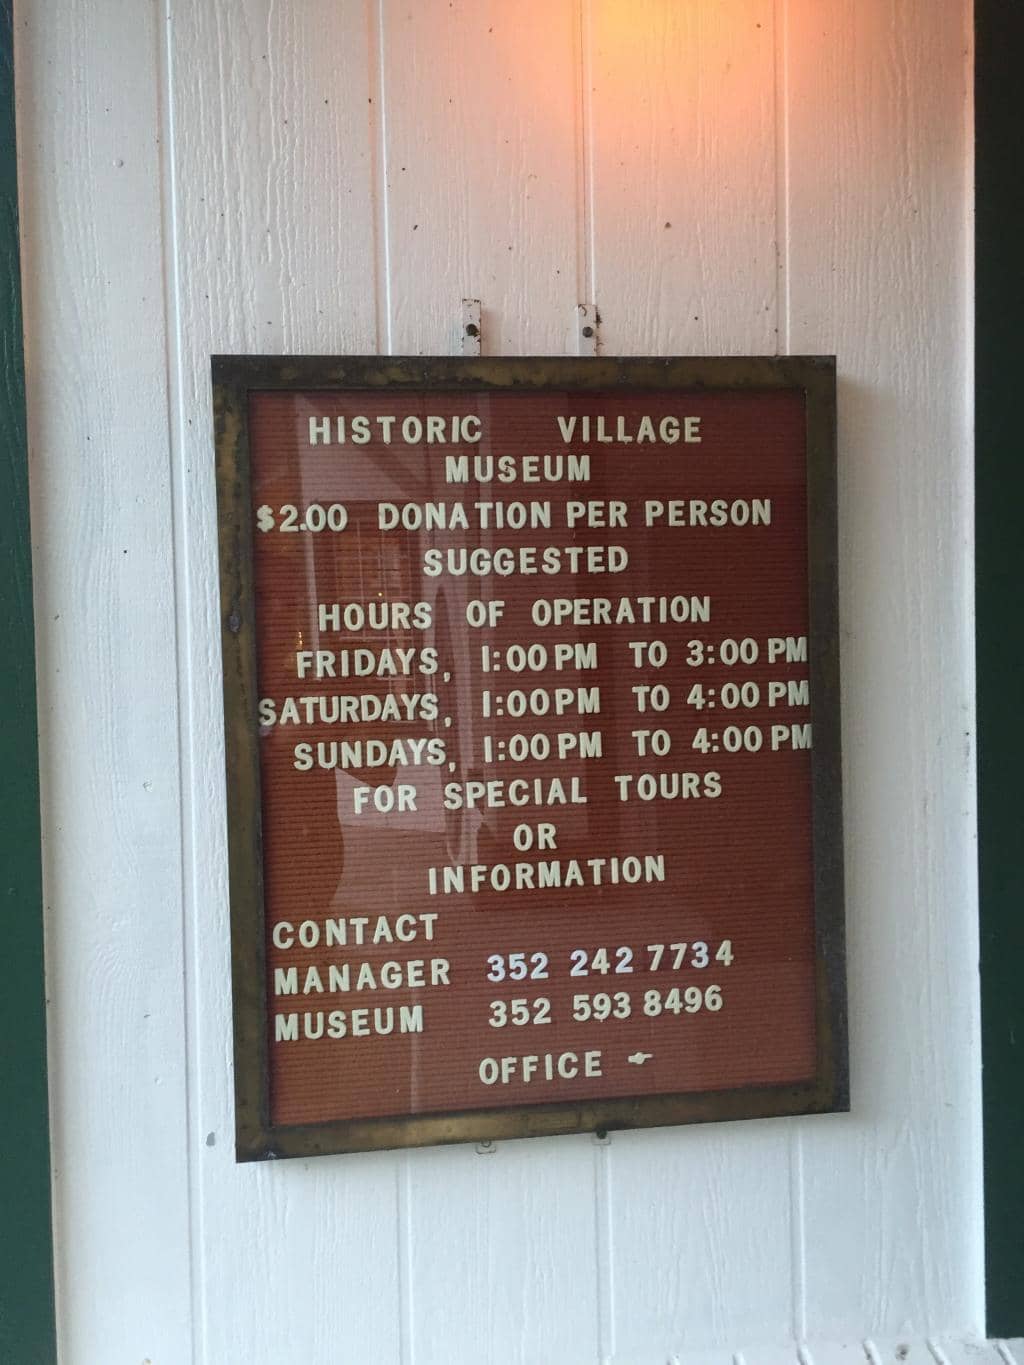 HISTORIC VILLAGE
MUSEUM
$2.00 DONATION PER PERSON
SUGGESTED
HOURS OF OPERATION
FRIDAYS, 1:00 PM TO 3:00 PM
SATURDAYS, 1:00 PM TO 4:00 PM
SUNDAYS, 1:00 PM TO 4:00 PM
FOR SPECIAL TOURS
OR
INFORMATION
CONTACT
MANAGER 352 242 7734
MUSEUM 352 593 8496
OFFICE